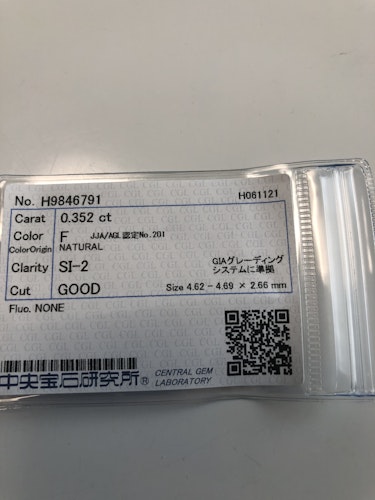 No. H9846791 H061121
Carat 0.352 ct
Color F JJA/AGL認定No.201
ColorOrigin NATURAL
Clarity SI-2 GIAグレーディング
システムに準拠
Cut GOOD Size 4.62 - 4.69 × 2.66 mm
Fluo. NONE
中央宝石研究所® CENTRAL GEM
LABORATORY